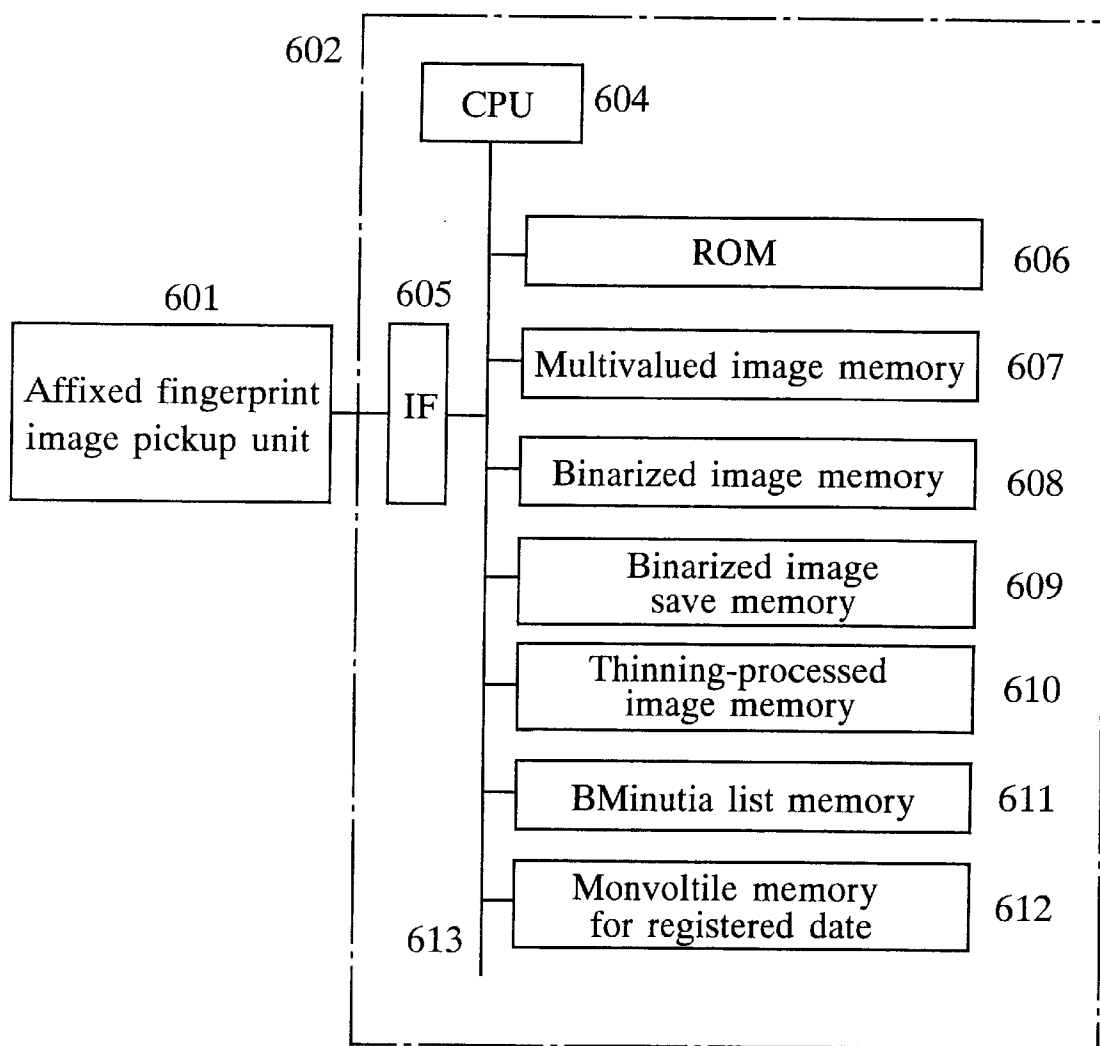 602
CPU
604
ROM
606
601
605
Affixed fingerprint
image pickup unit
IF
Multivalued image memory
607
Binarized image memory
608
Binarized image
save memory
609
Thinning-processed
image memory
610
BMinutia list memory
611
Monvoltile memory
for registered date
612
613